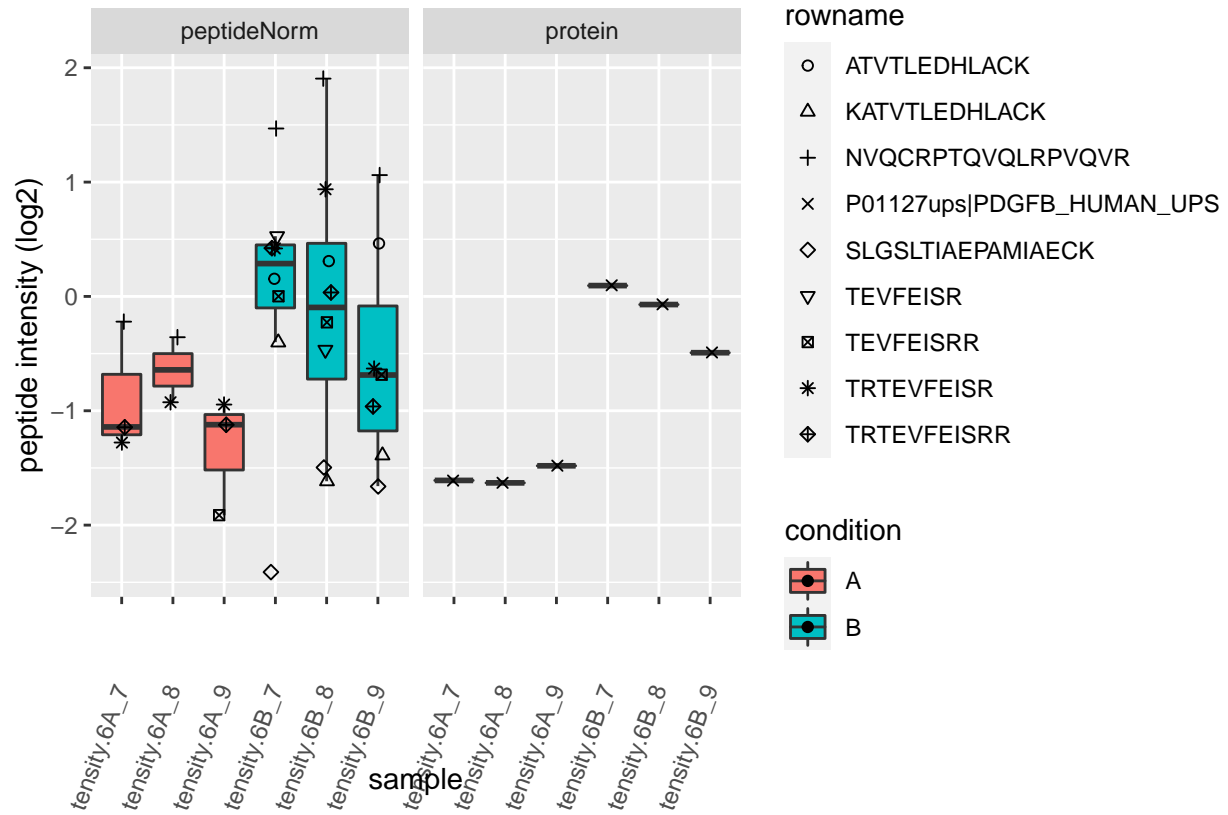 peptideNorm
protein
peptide intensity (log2)
2
1
0
−1
−2
tensity.6A_7
tensity.6A_8
tensity.6A_9
tensity.6B_7
tensity.6B_8
tensity.6B_9
tensity.6A_7
tensity.6A_8
tensity.6A_9
tensity.6B_7
tensity.6B_8
tensity.6B_9
sample
rowname
ATVTLEDHLACK
KATVTLEDHLACK
NVQCRPTQVQLRPVQVR
P01127ups|PDGFB_HUMAN_UPS
SLGSLTIAEPAMIAECK
TEVFEISR
TEVFEISRR
TRTEVFEISR
TRTEVFEISRR
condition
A
B